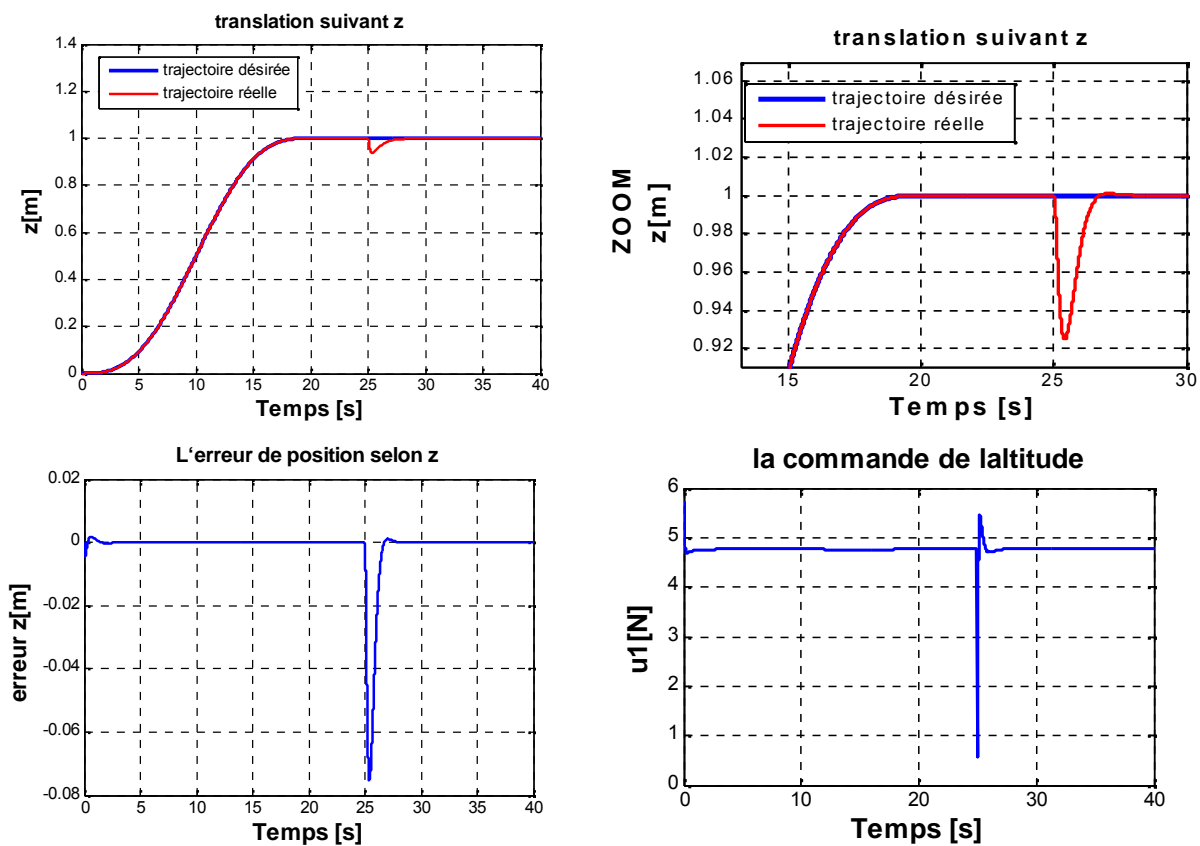 translation suivant z
1.4
1.2
1
0.8
0.6
0.4
0.2
0
z[m]
trajectoire désirée
trajectoire réelle
0 5 10 15 20 25 30 35 40
Temps [s]
translation suivant z
1.06
1.04
1.02
1
0.98
0.96
0.94
0.92
ZOOM
z[m]
trajectoire désirée
trajectoire réelle
15 20 25 30
Temps [s]
L'erreur de position selon z
0.02
0
-0.02
-0.04
-0.06
-0.08
erreur z[m]
0 5 10 15 20 25 30 35 40
Temps [s]
la commande de laltitude
6
5
4
3
2
1
0
u1[N]
0 10 20 30 40
Temps [s]